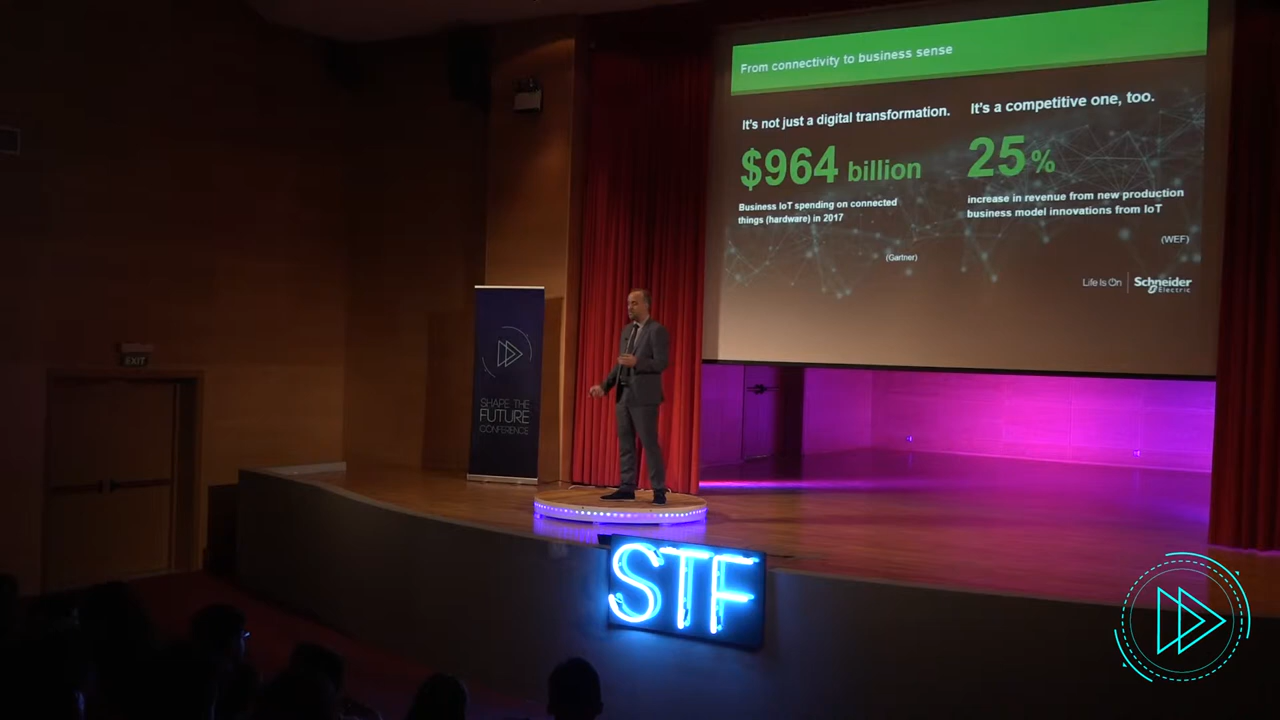 From connectivity to business sense
It's not just a digital transformation.
$964 billion
Business IoT spending on connected
things (hardware) in 2017
(Gartner)
It's a competitive one, too.
25%
increase in revenue from new production
business model innovations from IoT
(WEF)
Life Is On
Schneider
Electric
EXIT
SHAPE THE
FUTURE
CONFERENCE
STF